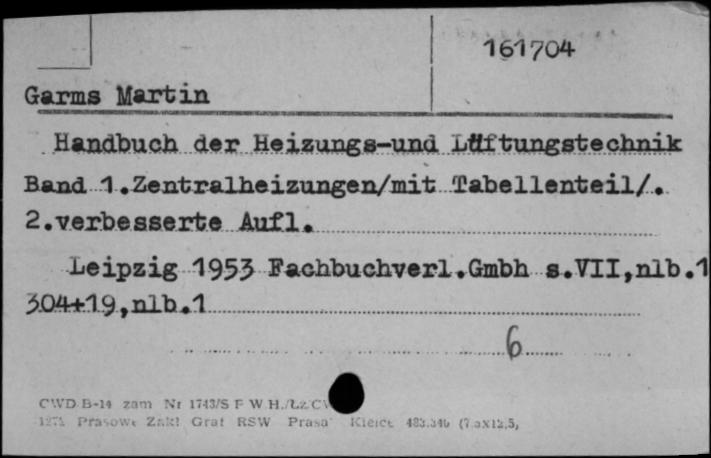 161704
Garms Martin
Handbuch der Heizungs-und Lüftungstechnik
Band 1.Zentralheizungen/mit Tabellenteil/.
2.verbesserte Aufl.
Leipzig 1953 Fachbuchverl.Gmbh s.VII,nlb.1
304+19,nlb.1
6
CWD B-14 zam Nr 1743/S F W H./Łz/CW
Prasowe Zakł Graf RSW Prasa Kielce